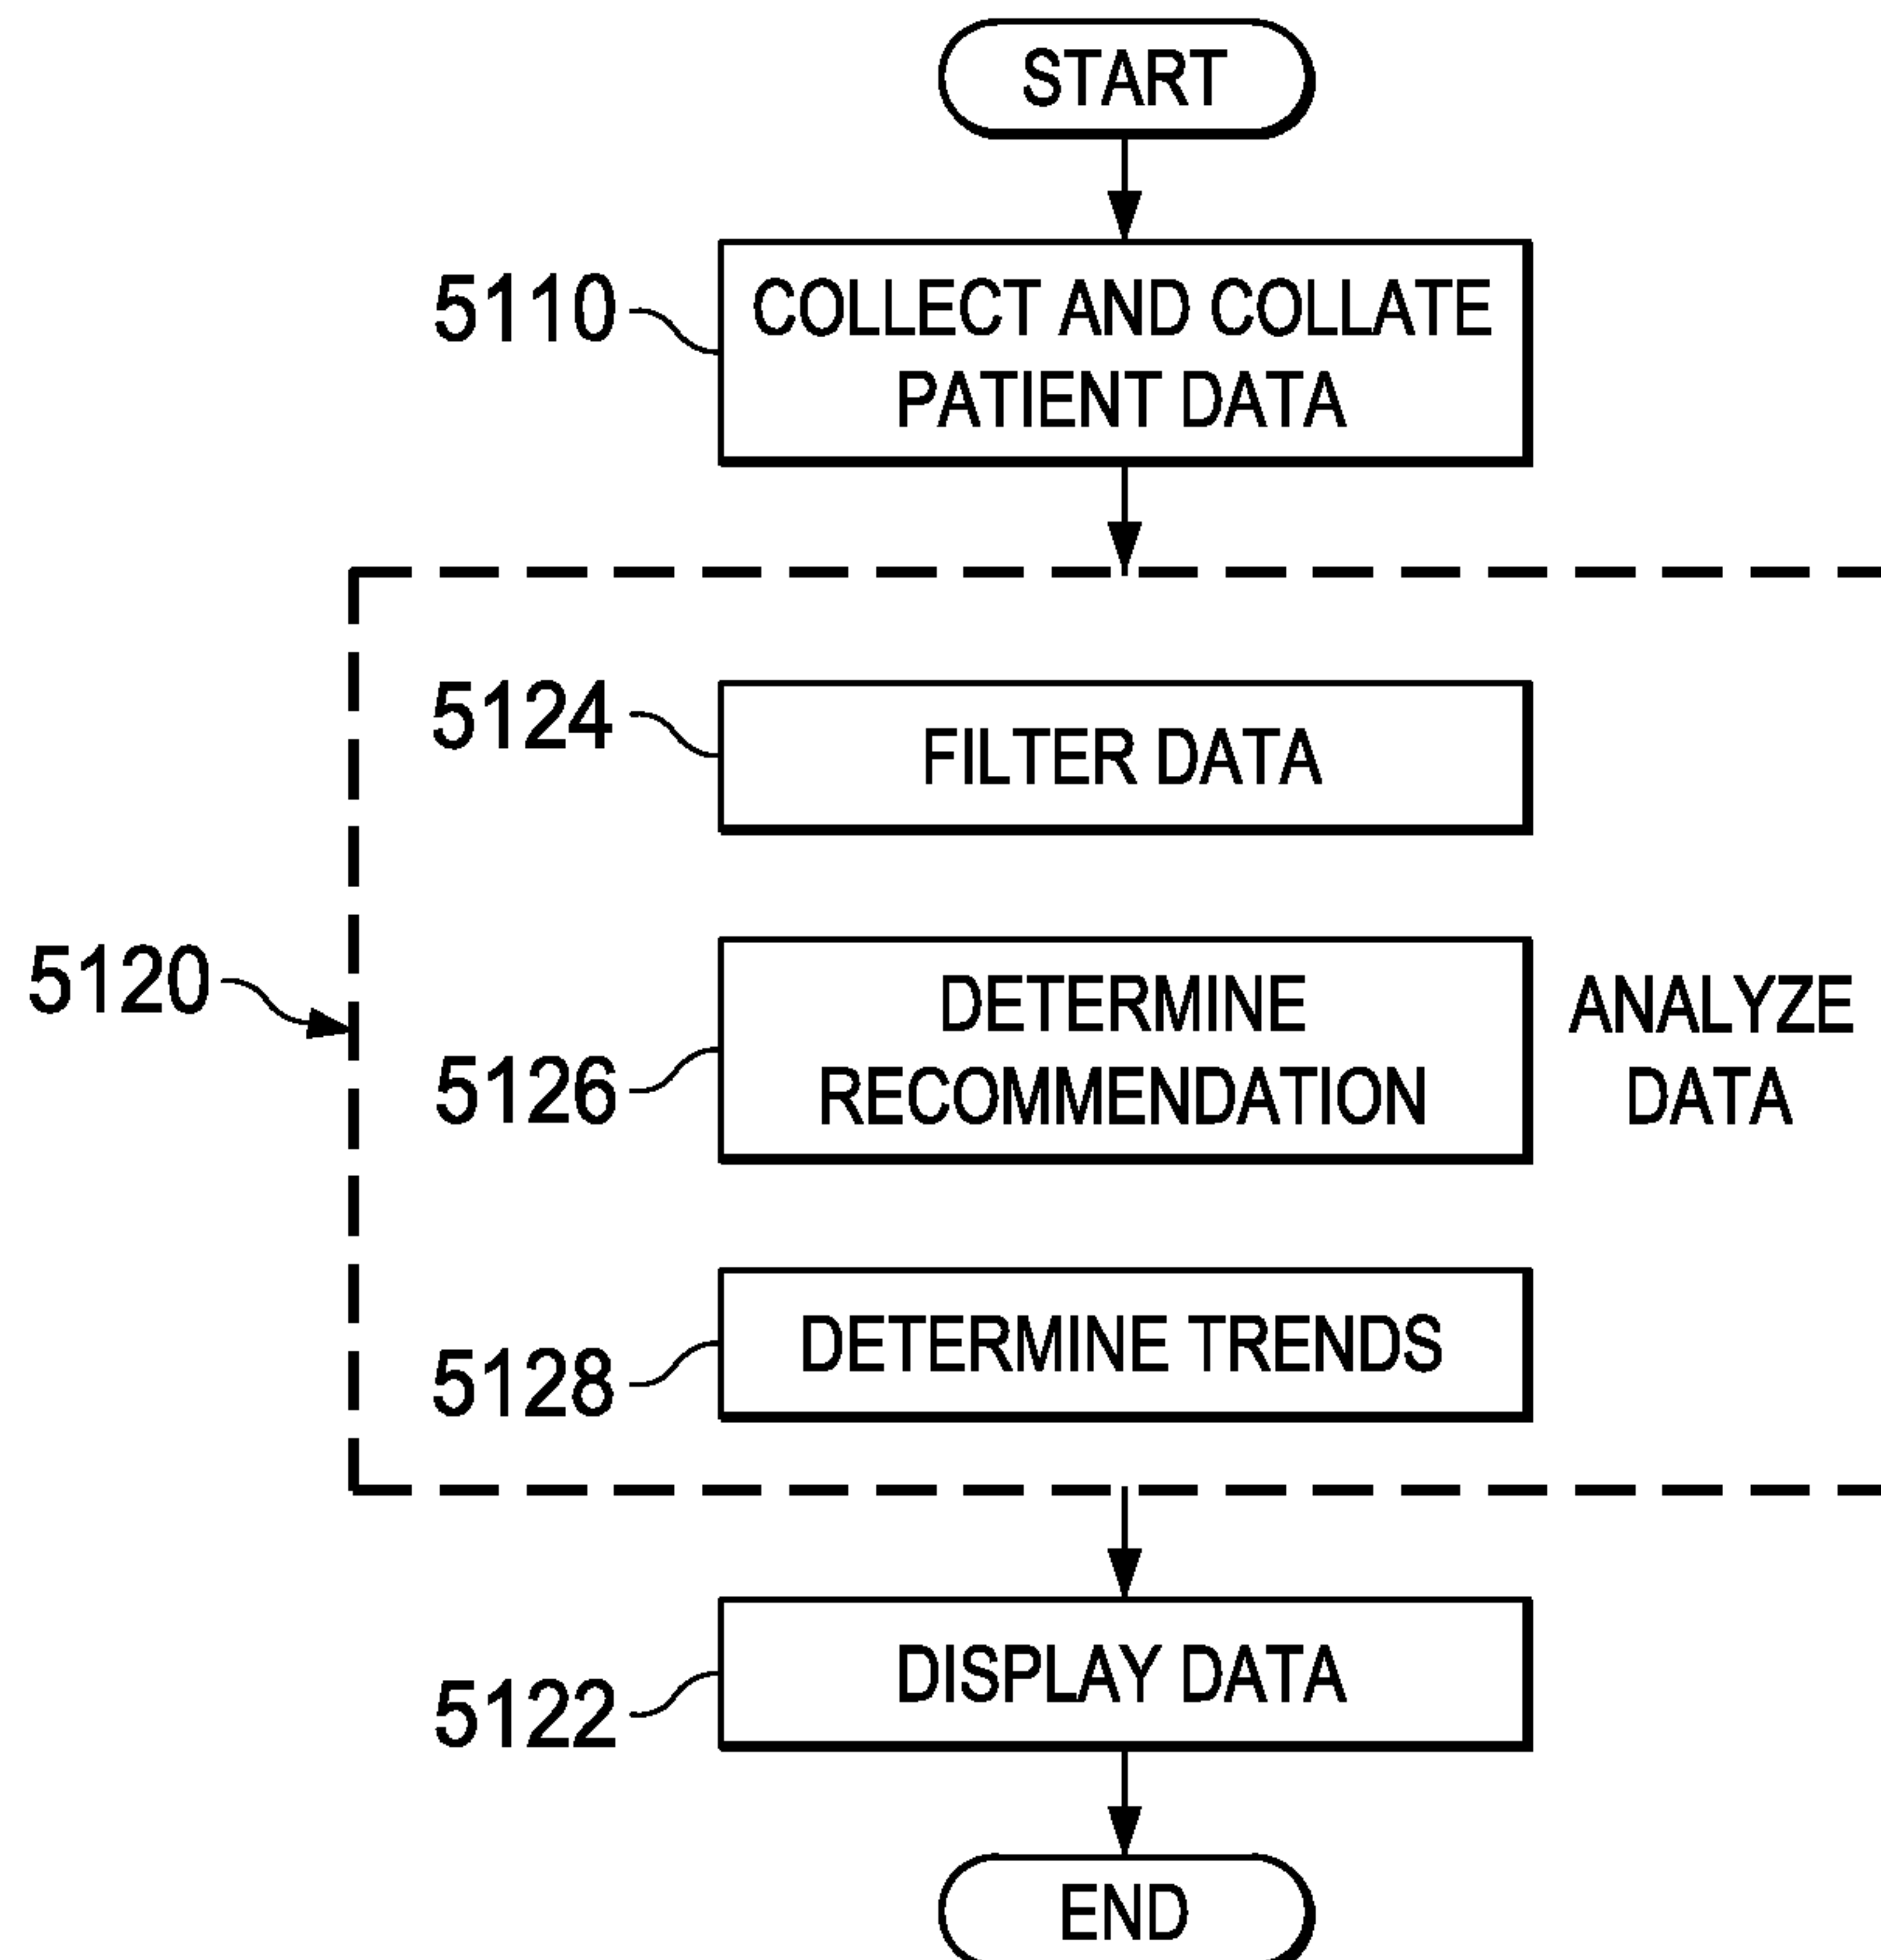 START
5110
COLLECT AND COLLATE
PATIENT DATA
5124
FILTER DATA
5120
5126
DETERMINE
RECOMMENDATION
ANALYZE
DATA
5128
DETERMINE TRENDS
5122
DISPLAY DATA
END